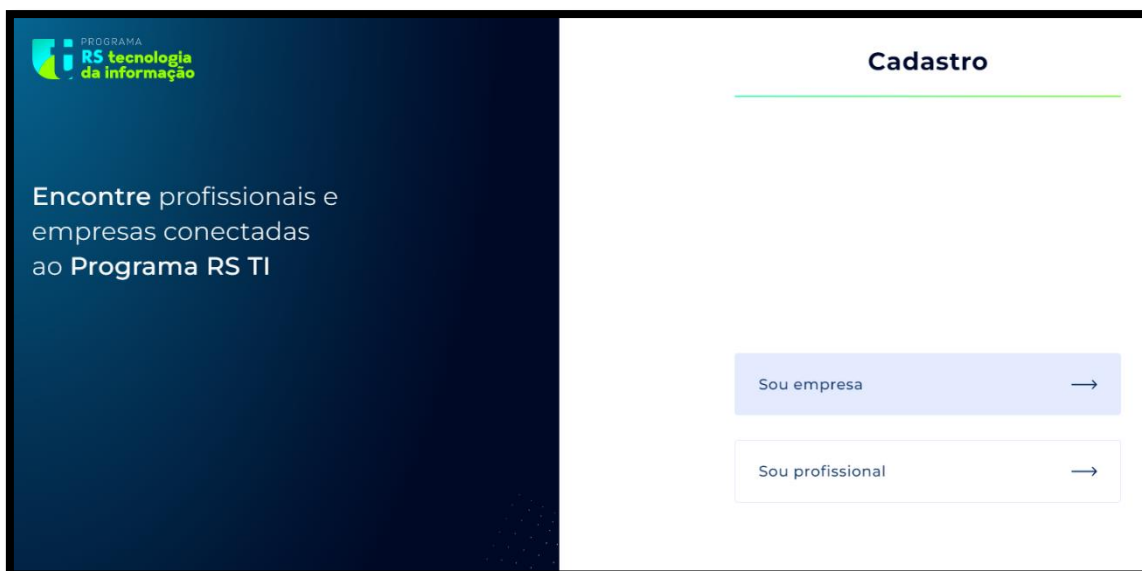 PROGRAMA
RS tecnologia
da informação
Encontre profissionais e
empresas conectadas
ao Programa RS TI
Cadastro
Sou empresa
Sou profissional